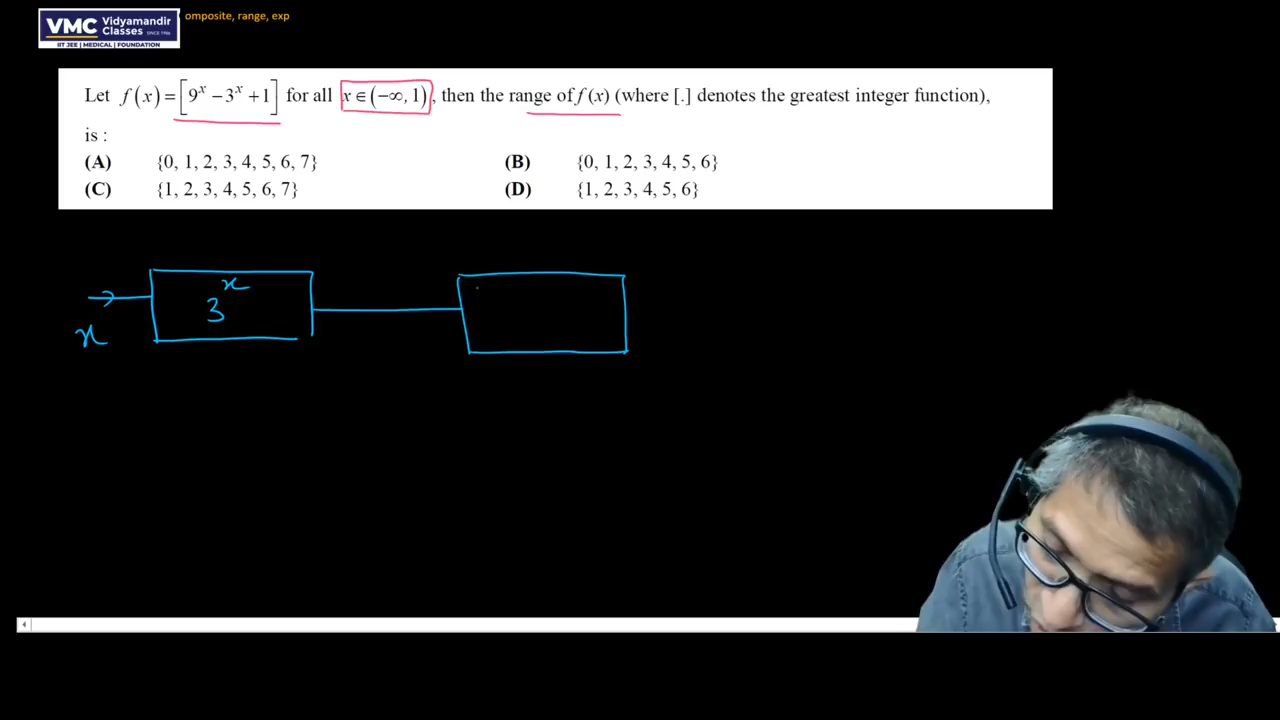 VMC Vidyamandir Classes SINCE 1986
IIT JEE | MEDICAL | FOUNDATION
omposite, range, exp
Let f(x) = [9^x − 3^x + 1] for all x ∈ (−∞, 1), then the range of f(x) (where [.] denotes the greatest integer function),
is :
(A) {0, 1, 2, 3, 4, 5, 6, 7} (B) {0, 1, 2, 3, 4, 5, 6}
(C) {1, 2, 3, 4, 5, 6, 7} (D) {1, 2, 3, 4, 5, 6}
3^x
x